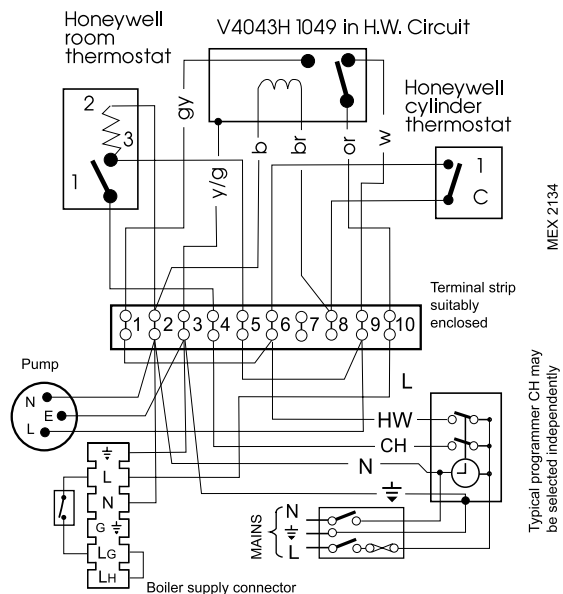 Honeywell
room
thermostat
V4043H 1049 in H.W. Circuit
Honeywell
cylinder
thermostat
2
3
1
gy
y/g
b
br
or
w
1
C
MEX 2134
Terminal strip
suitably
enclosed
1 2 3 4 5 6 7 8 9 10
Pump
N
E
L
L
HW
CH
N
Typical programmer CH may
be selected independently
L
N
G
LG
LH
MAINS
N
L
Boiler supply connector